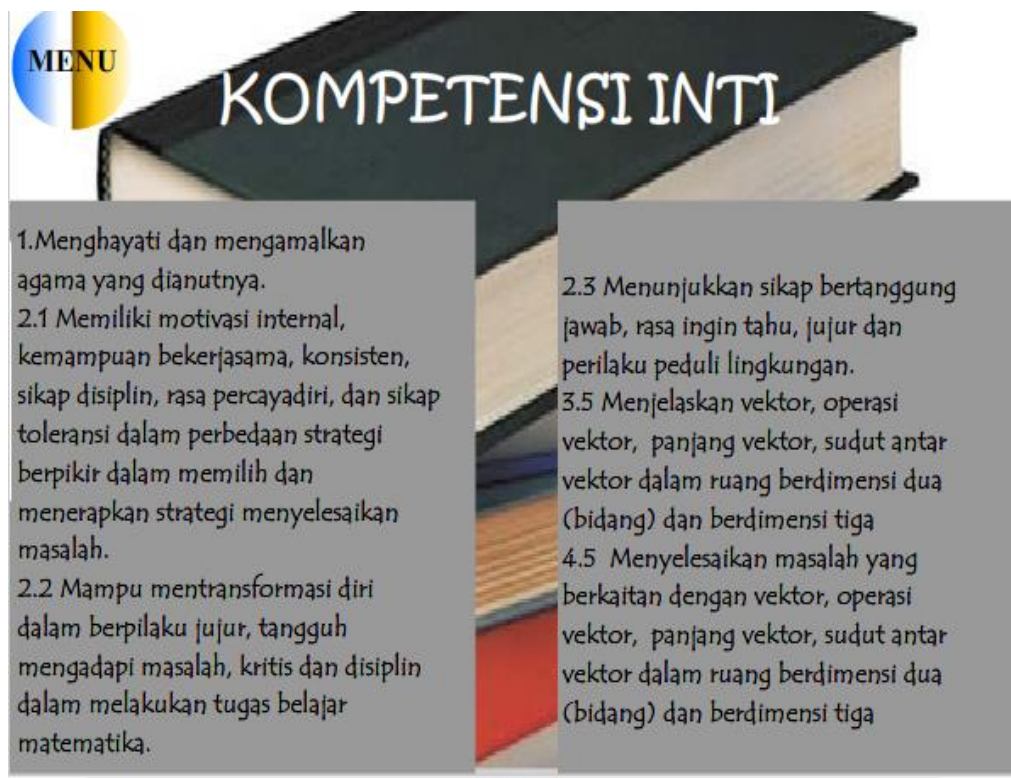 MENU
KOMPETENSI INTI
1.Menghayati dan mengamalkan
agama yang dianutnya.
2.1 Memiliki motivasi internal,
kemampuan bekerjasama, konsisten,
sikap disiplin, rasa percayadiri, dan sikap
toleransi dalam perbedaan strategi
berpikir dalam memilih dan
menerapkan strategi menyelesaikan
masalah.
2.2 Mampu mentransformasi diri
dalam berpilaku jujur, tangguh
mengadapi masalah, kritis dan disiplin
dalam melakukan tugas belajar
matematika.
2.3 Menunjukkan sikap bertanggung
jawab, rasa ingin tahu, jujur dan
perilaku peduli lingkungan.
3.5 Menjelaskan vektor, operasi
vektor, panjang vektor, sudut antar
vektor dalam ruang berdimensi dua
(bidang) dan berdimensi tiga
4.5 Menyelesaikan masalah yang
berkaitan dengan vektor, operasi
vektor, panjang vektor, sudut antar
vektor dalam ruang berdimensi dua
(bidang) dan berdimensi tiga